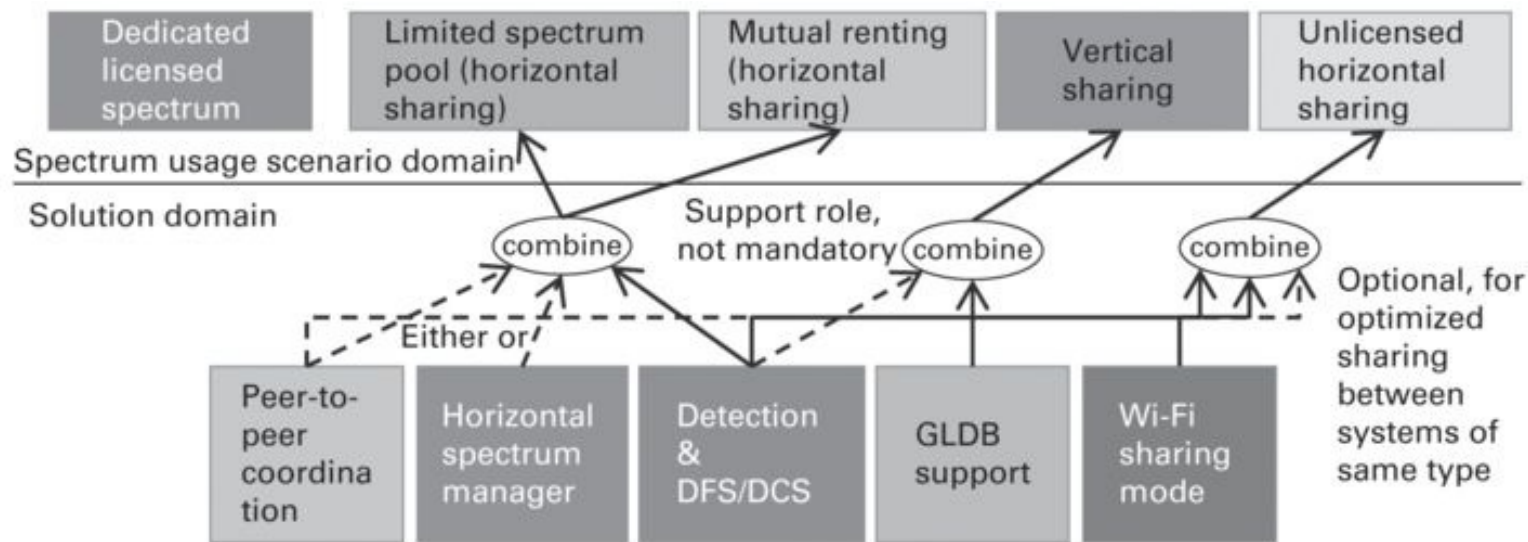 Dedicated
licensed
spectrum
Limited spectrum
pool (horizontal
sharing)
Mutual renting
(horizontal
sharing)
Vertical
sharing
Unlicensed
horizontal
sharing
Spectrum usage scenario domain
Solution domain
Support role,
not mandatory
combine
combine
combine
Either or
Optional, for
optimized
sharing
between
systems of
same type
Peer-to-
peer
coordina
tion
Horizontal
spectrum
manager
Detection
&
DFS/DCS
GLDB
support
Wi-Fi
sharing
mode